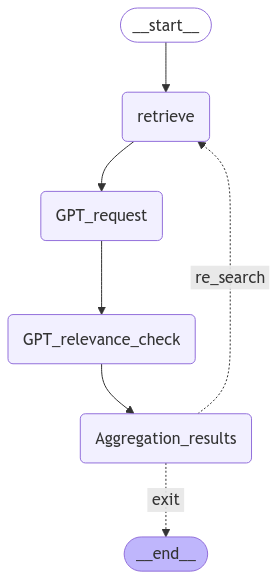 __start__
retrieve
GPT_request
re_search
GPT_relevance_check
Aggregation_results
exit
__end__